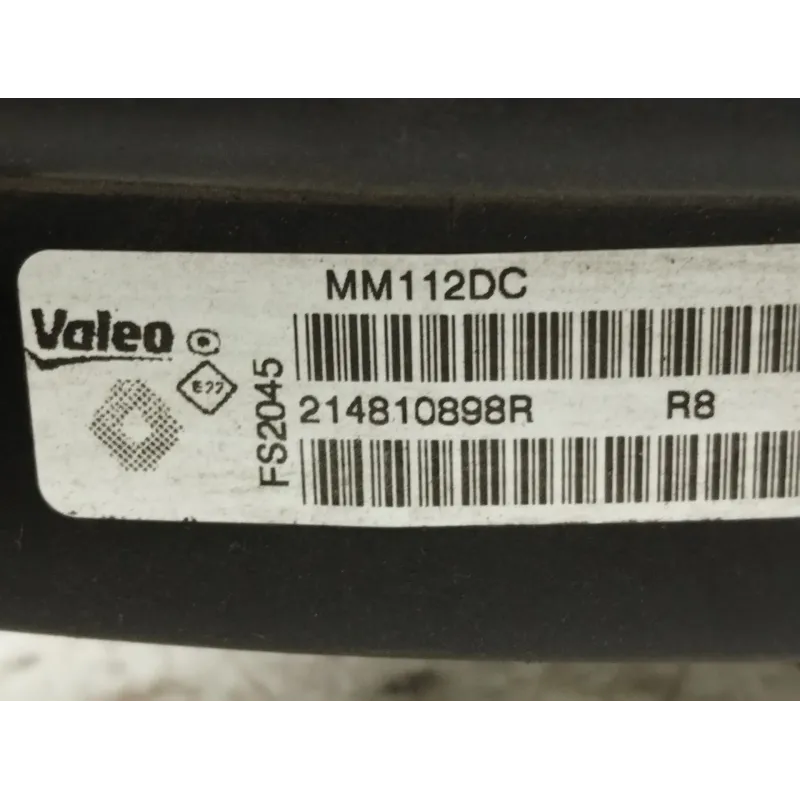 MM112DC
Valeo
FS2045
214810898R R8